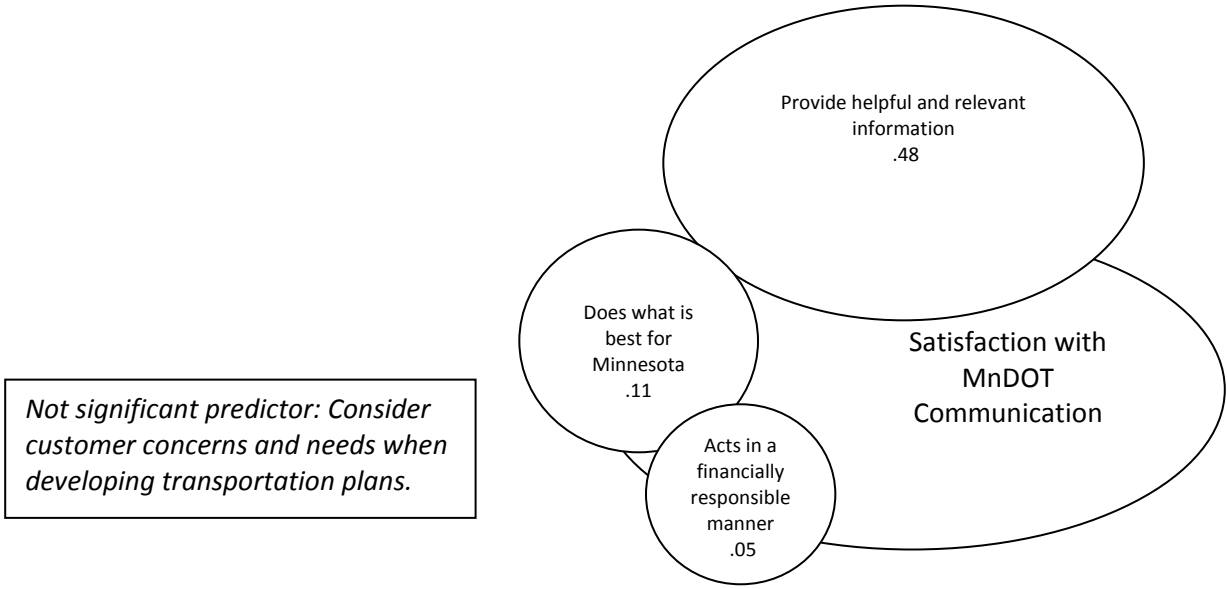 Provide helpful and relevant
information
.48
Does what is
best for
Minnesota
.11
Satisfaction with
MnDOT
Communication
Not significant predictor: Consider
customer concerns and needs when
developing transportation plans.
Acts in a
financially
responsible
manner
.05